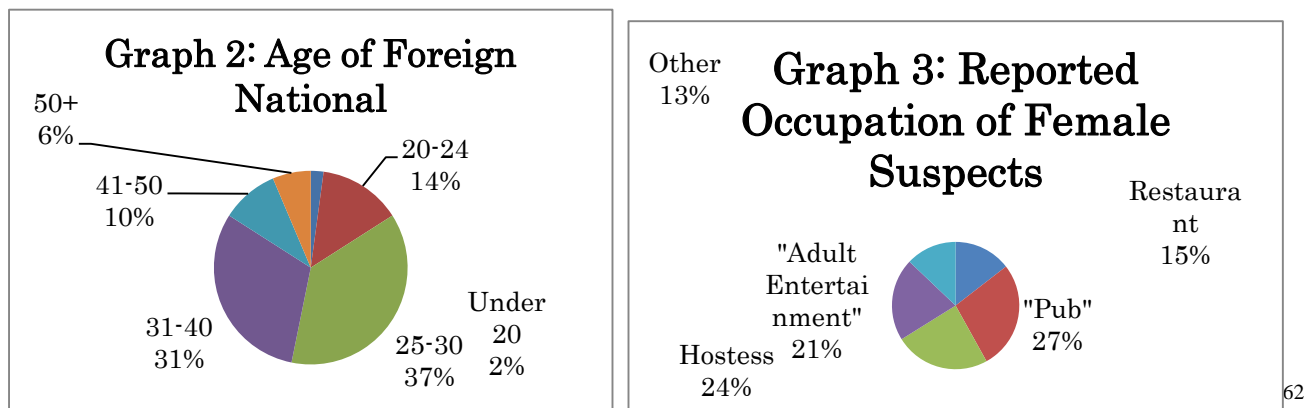 Graph 2: Age of Foreign
National
50+
6%
20-24
14%
41-50
10%
31-40
31%
25-30
37%
Under
20
2%
Graph 3: Reported
Occupation of Female
Suspects
Other
13%
Restaura
nt
15%
"Adult
Entertai
nment"
21%
"Pub"
27%
Hostess
24%
62